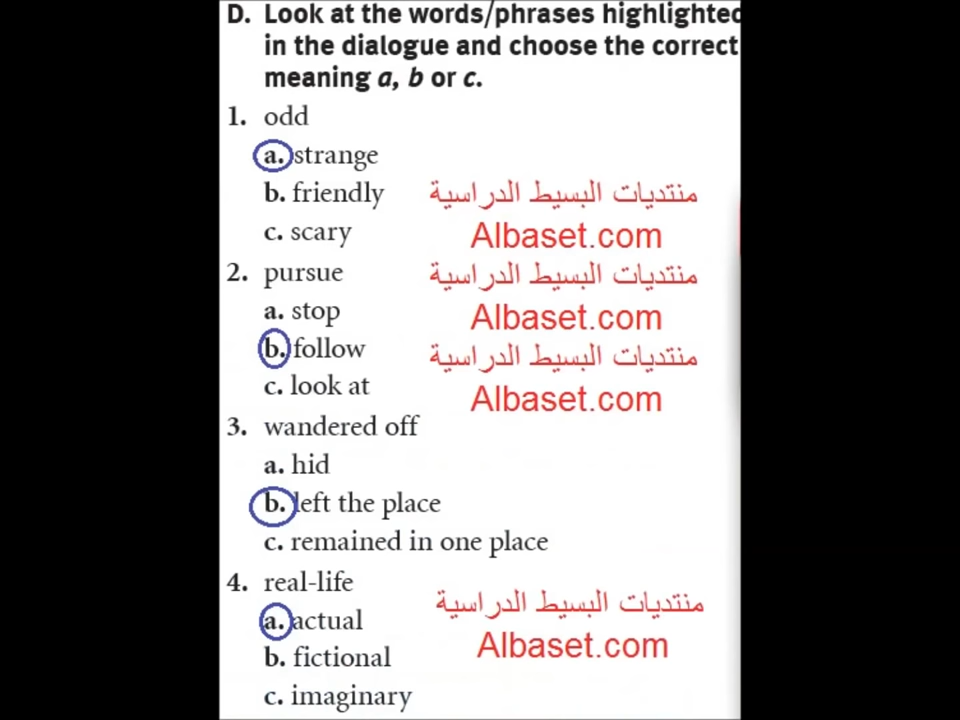 D. Look at the words/phrases highlighted
in the dialogue and choose the correct
meaning a, b or c.
1. odd
a. strange
b. friendly
منتديات البسيط الدراسية
c. scary
Albaset.com
2. pursue
منتديات البسيط الدراسية
a. stop
Albaset.com
b. follow
منتديات البسيط الدراسية
c. look at
Albaset.com
3. wandered off
a. hid
b. left the place
c. remained in one place
4. real-life
منتديات البسيط الدراسية
a. actual
Albaset.com
b. fictional
c. imaginary